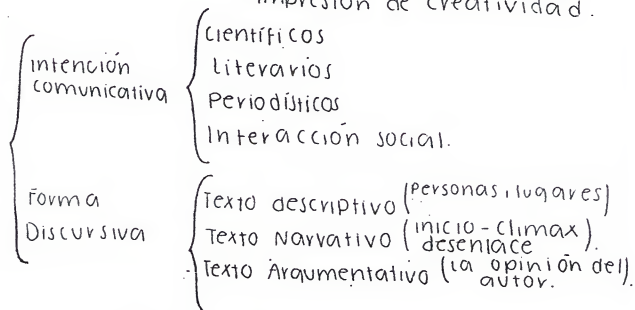 impresión de creatividad.
científicos
intención
literarios
comunicativa
Periodísticos
Interacción social.
Forma
Texto descriptivo (Personas, lugares)
Discursiva
Texto Narrativo (inicio - climax
desenlace).
Texto Argumentativo (la opinión del
autor.)